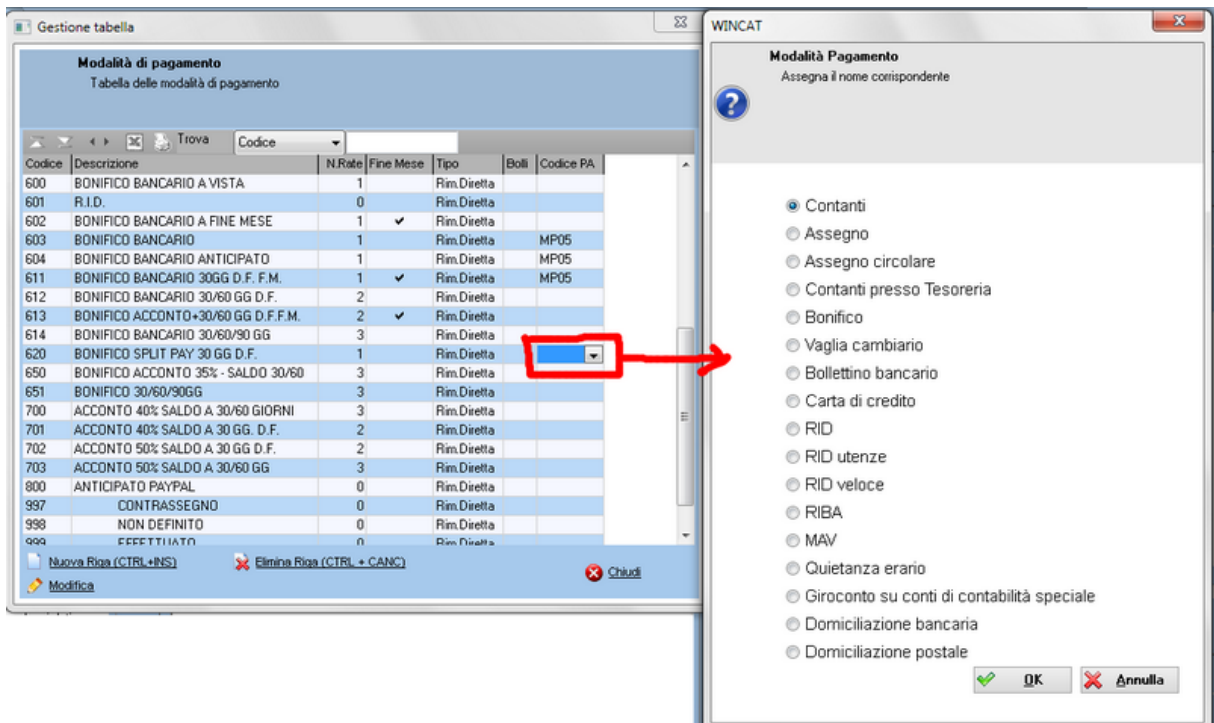 Gestione tabella
Modalità di pagamento
Tabella delle modalità di pagamento
Trova Codice
Codice Descrizione N.Rate Fine Mese Tipo Bolli Codice PA
600 BONIFICO BANCARIO A VISTA 1 Rim.Diretta
601 R.I.D. 0 Rim.Diretta
602 BONIFICO BANCARIO A FINE MESE 1 ✔ Rim.Diretta
603 BONIFICO BANCARIO 1 Rim.Diretta MP05
604 BONIFICO BANCARIO ANTICIPATO 1 Rim.Diretta MP05
611 BONIFICO BANCARIO 30GG D.F. F.M. 1 ✔ Rim.Diretta MP05
612 BONIFICO BANCARIO 30/60 GG D.F. 2 Rim.Diretta
613 BONIFICO ACCONTO+30/60 GG D.F.F.M. 2 ✔ Rim.Diretta
614 BONIFICO BANCARIO 30/60/90 GG 3 Rim.Diretta
620 BONIFICO SPLIT PAY 30 GG D.F. 1 Rim.Diretta
650 BONIFICO ACCONTO 35% - SALDO 30/60 3 Rim.Diretta
651 BONIFICO 30/60/90GG 3 Rim.Diretta
700 ACCONTO 40% SALDO A 30/60 GIORNI 3 Rim.Diretta
701 ACCONTO 40% SALDO A 30 GG. D.F. 2 Rim.Diretta
702 ACCONTO 50% SALDO A 30 GG D.F. 2 Rim.Diretta
703 ACCONTO 50% SALDO A 30/60 GG 3 Rim.Diretta
800 ANTICIPATO PAYPAL 0 Rim.Diretta
997 CONTRASSEGNO 0 Rim.Diretta
998 NON DEFINITO 0 Rim.Diretta
999 EFFETTUATO 0 Rim.Diretta
Nuova Riga (CTRL+INS) Elimina Riga (CTRL + CANC)
Modifica
Chiudi
WINCAT
Modalità Pagamento
Assegna il nome corrispondente
Contanti
Assegno
Assegno circolare
Contanti presso Tesoreria
Bonifico
Vaglia cambiario
Bollettino bancario
Carta di credito
RID
RID utenze
RID veloce
RIBA
MAV
Quietanza erario
Giroconto su conti di contabilità speciale
Domiciliazione bancaria
Domiciliazione postale
OK Annulla